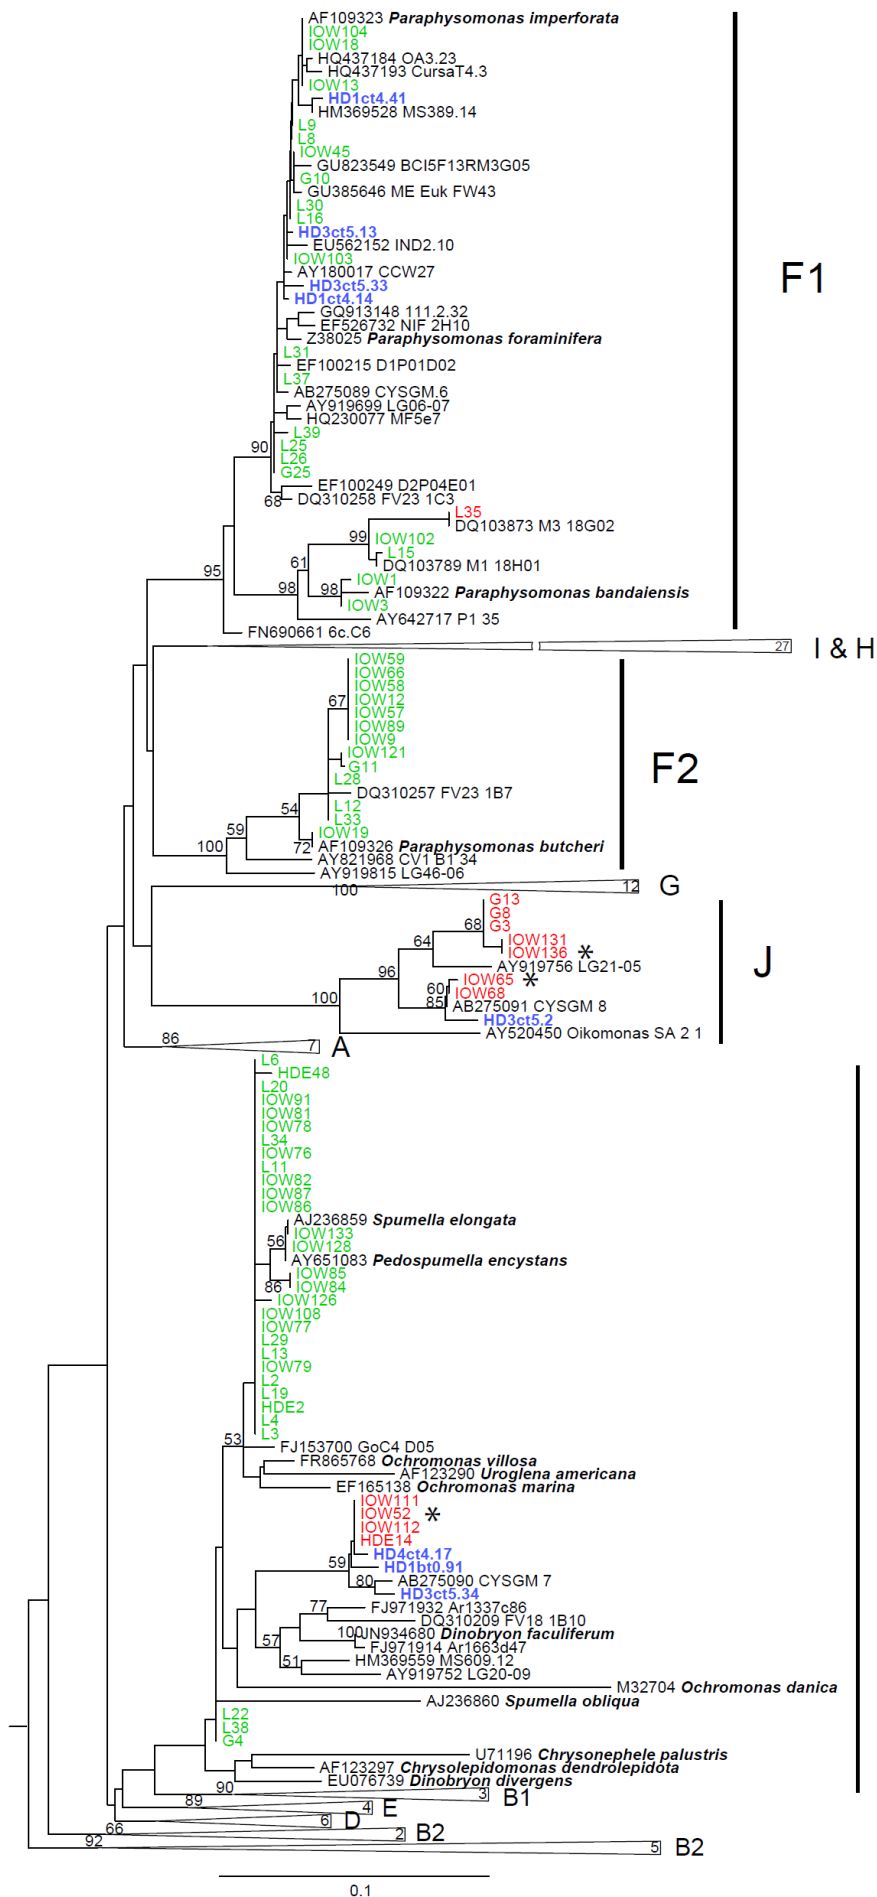 AF109323 Paraphysomonas imperforata
IOW104
IOW18
HQ437184 OA3.23
HQ437193 CursaT4.3
IOW13
HD1ct4.41
HM369528 MS389.14
L9
L8
IOW45
GU823549 BCI5F13RM3G05
G10
GU385646 ME Euk FW43
L30
L16
HD3ct5.13
EU562152 IND2.10
IOW103
AY180017 CCW27
HD3ct5.33
HD1ct4.14
F1
GQ913148 111.2.32
EF526732 NIF 2H10
Z38025 Paraphysomonas foraminifera
L31
EF100215 D1P01D02
L37
AB275089 CYSGM.6
AY919699 LG06-07
HQ230077 MF5e7
L39
90
L25
L26
G25
EF100249 D2P04E01
68
DQ310258 FV23 1C3
L35
DQ103873 M3 18G02
99
IOW102
L15
61
DQ103789 M1 18H01
95
IOW1
98
98
AF109322 Paraphysomonas bandaiensis
IOW3
AY642717 P1 35
FN690661 6c.C6
27
I & H
IOW59
IOW66
IOW58
67
IOW12
IOW57
IOW89
IOW9
IOW121
G11
F2
L28
DQ310257 FV23 1B7
54
L12
L33
59
IOW19
100
72
AF109326 Paraphysomonas butcheri
AY821968 CV1 B1 34
AY919815 LG46-06
100
12
G
G13
G8
68
G3
64
IOW131
IOW136 *
AY919756 LG21-05
J
96
IOW65 *
60
IOW68
100
85
AB275091 CYSGM 8
HD3ct5.2
AY520450 Oikomonas SA 2 1
86
7
A
L6
HDE48
L20
IOW91
IOW81
IOW78
L34
IOW76
L11
IOW82
IOW87
IOW86
AJ236859 Spumella elongata
IOW133
56
IOW128
AY651083 Pedospumella encystans
IOW85
86
IOW84
IOW126
IOW108
IOW77
L29
L13
IOW79
L2
L19
HDE2
L4
L3
53
FJ153700 GoC4 D05
FR865768 Ochromonas villosa
AF123290 Uroglena americana
EF165138 Ochromonas marina
IOW111
IOW52 *
IOW112
HDE14
HD4ct4.17
59
HD1bt0.91
80
AB275090 CYSGM 7
HD3ct5.34
77
FJ971932 Ar1337c86
DQ310209 FV18 1B10
100
JN934680 Dinobryon faculiferum
57
FJ971914 Ar1663d47
51
HM369559 MS609.12
AY919752 LG20-09
M32704 Ochromonas danica
AJ236860 Spumella obliqua
L22
L38
G4
U71196 Chrysonephele palustris
AF123297 Chrysolepidomonas dendrolepidota
EU076739 Dinobryon divergens
90
3
B1
89
4
E
6
D
66
2
B2
92
5
B2
0.1